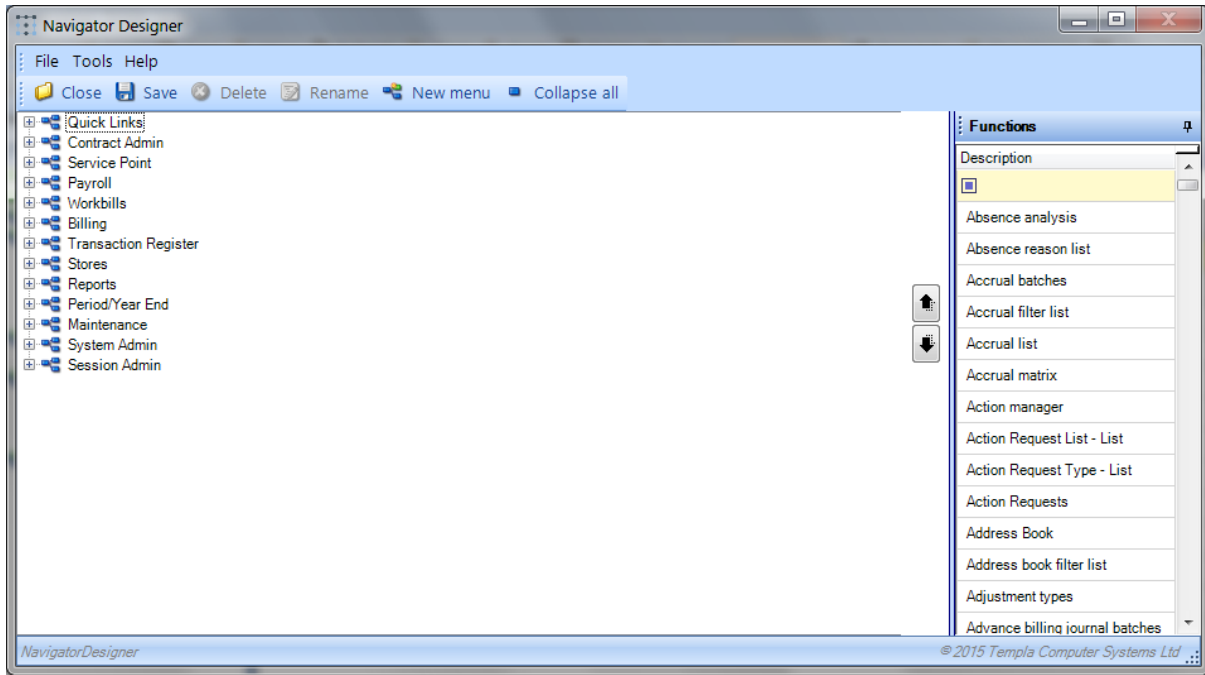 Navigator Designer
File Tools Help
Close Save Delete Rename New menu Collapse all
Quick Links
Contract Admin
Service Point
Payroll
Workbills
Billing
Transaction Register
Stores
Reports
Period/Year End
Maintenance
System Admin
Session Admin
Functions
Description
Absence analysis
Absence reason list
Accrual batches
Accrual filter list
Accrual list
Accrual matrix
Action manager
Action Request List - List
Action Request Type - List
Action Requests
Address Book
Address book filter list
Adjustment types
Advance billing journal batches
NavigatorDesigner
© 2015 Templa Computer Systems Ltd